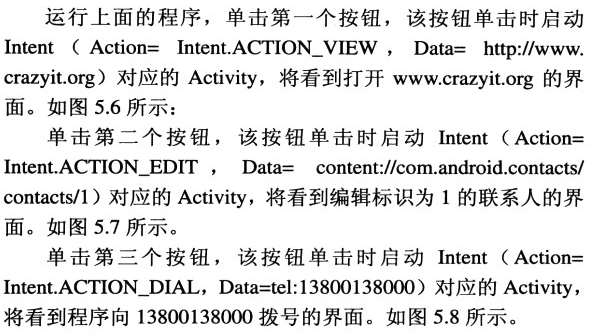 运行上面的程序，单击第一个按钮，该按钮单击时启动
Intent（Action= Intent.ACTION_VIEW，Data= http://www.
crazyit.org）对应的 Activity，将看到打开 www.crazyit.org 的界
面。如图 5.6 所示：
单击第二个按钮，该按钮单击时启动 Intent（Action=
Intent.ACTION_EDIT，Data= content://com.android.contacts/
contacts/1）对应的 Activity，将看到编辑标识为 1 的联系人的界
面。如图 5.7 所示。
单击第三个按钮，该按钮单击时启动 Intent（Action=
Intent.ACTION_DIAL，Data=tel:13800138000）对应的 Activity，
将看到程序向 13800138000 拨号的界面。如图 5.8 所示。